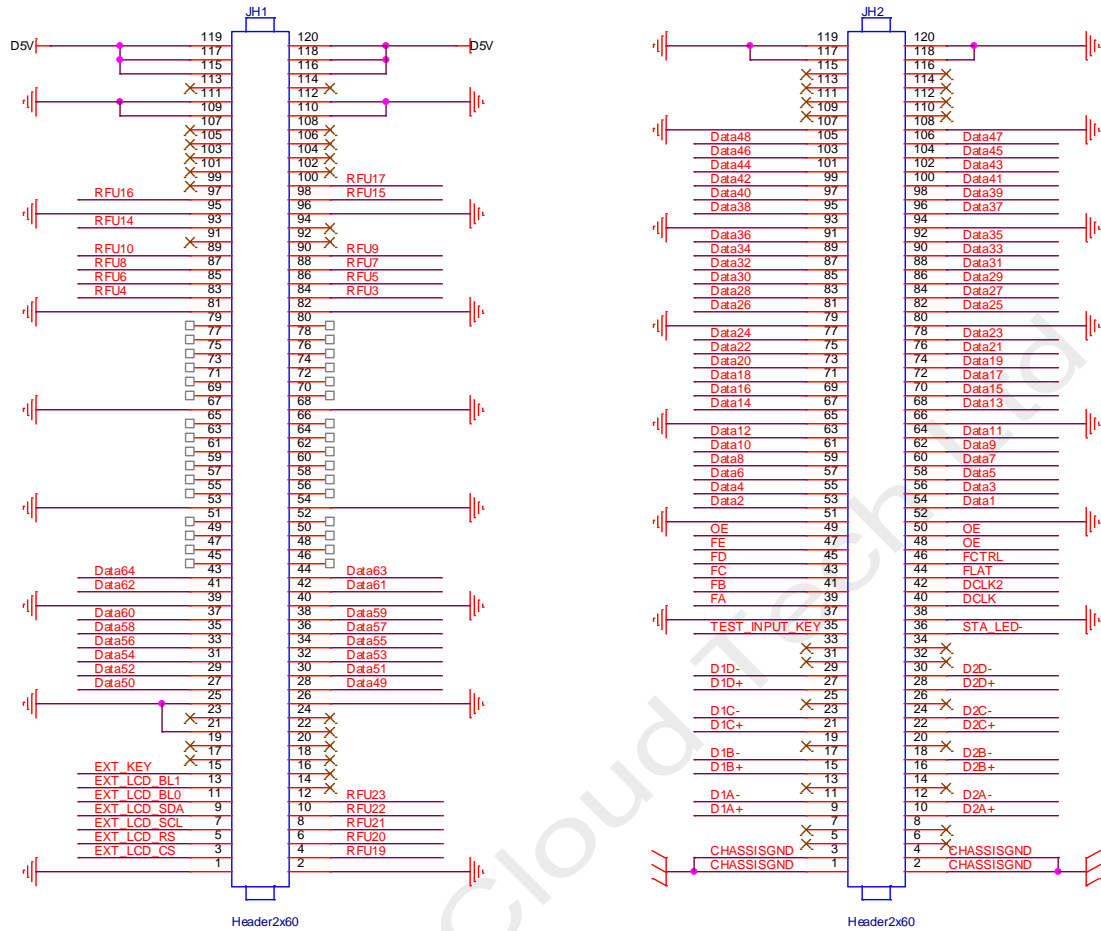 JH1
D5V 119 120 D5V
117 118
115 116
113 114
111 112
109 110
107 108
105 106
103 104
101 102
99 100 RFU17
RFU16 97 98 RFU15
95 96
RFU14 93 94
91 92
RFU10 89 90 RFU9
RFU8 87 88 RFU7
RFU6 85 86 RFU5
RFU4 83 84 RFU3
81 82
79 80
77 78
75 76
73 74
71 72
69 70
67 68
65 66
63 64
61 62
59 60
57 58
55 56
53 54
51 52
49 50
47 48
45 46
Data64 43 44 Data63
Data62 41 42 Data61
39 40
Data60 37 38 Data59
Data58 35 36 Data57
Data56 33 34 Data55
Data54 31 32 Data53
Data52 29 30 Data51
Data50 27 28 Data49
25 26
23 24
21 22
19 20
17 18
EXT_KEY 15 16
EXT_LCD_BL1 13 14
EXT_LCD_BL0 11 12 RFU23
EXT_LCD_SDA 9 10 RFU22
EXT_LCD_SCL 7 8 RFU21
EXT_LCD_RS 5 6 RFU20
EXT_LCD_CS 3 4 RFU19
1 2
Header2x60
JH2
119 120
117 118
115 116
113 114
111 112
109 110
107 108
Data48 105 106 Data47
Data46 103 104 Data45
Data44 101 102 Data43
Data42 99 100 Data41
Data40 97 98 Data39
Data38 95 96 Data37
93 94
Data36 91 92 Data35
Data34 89 90 Data33
Data32 87 88 Data31
Data30 85 86 Data29
Data28 83 84 Data27
Data26 81 82 Data25
79 80
Data24 77 78 Data23
Data22 75 76 Data21
Data20 73 74 Data19
Data18 71 72 Data17
Data16 69 70 Data15
Data14 67 68 Data13
65 66
Data12 63 64 Data11
Data10 61 62 Data9
Data8 59 60 Data7
Data6 57 58 Data5
Data4 55 56 Data3
Data2 53 54 Data1
51 52
OE 49 50 OE
FE 47 48 OE
FD 45 46 FCTRL
FC 43 44 FLAT
FB 41 42 DCLK2
FA 39 40 DCLK
37 38
TEST_INPUT_KEY 35 36 STA_LED-
33 34
31 32
D1D- 29 30 D2D-
D1D+ 27 28 D2D+
25 26
D1C- 23 24 D2C-
D1C+ 21 22 D2C+
19 20
D1B- 17 18 D2B-
D1B+ 15 16 D2B+
13 14
D1A- 11 12 D2A-
D1A+ 9 10 D2A+
7 8
5 6
CHASSISGND 3 4 CHASSISGND
CHASSISGND 1 2 CHASSISGND
Header2x60
Cloud Tech Ltd